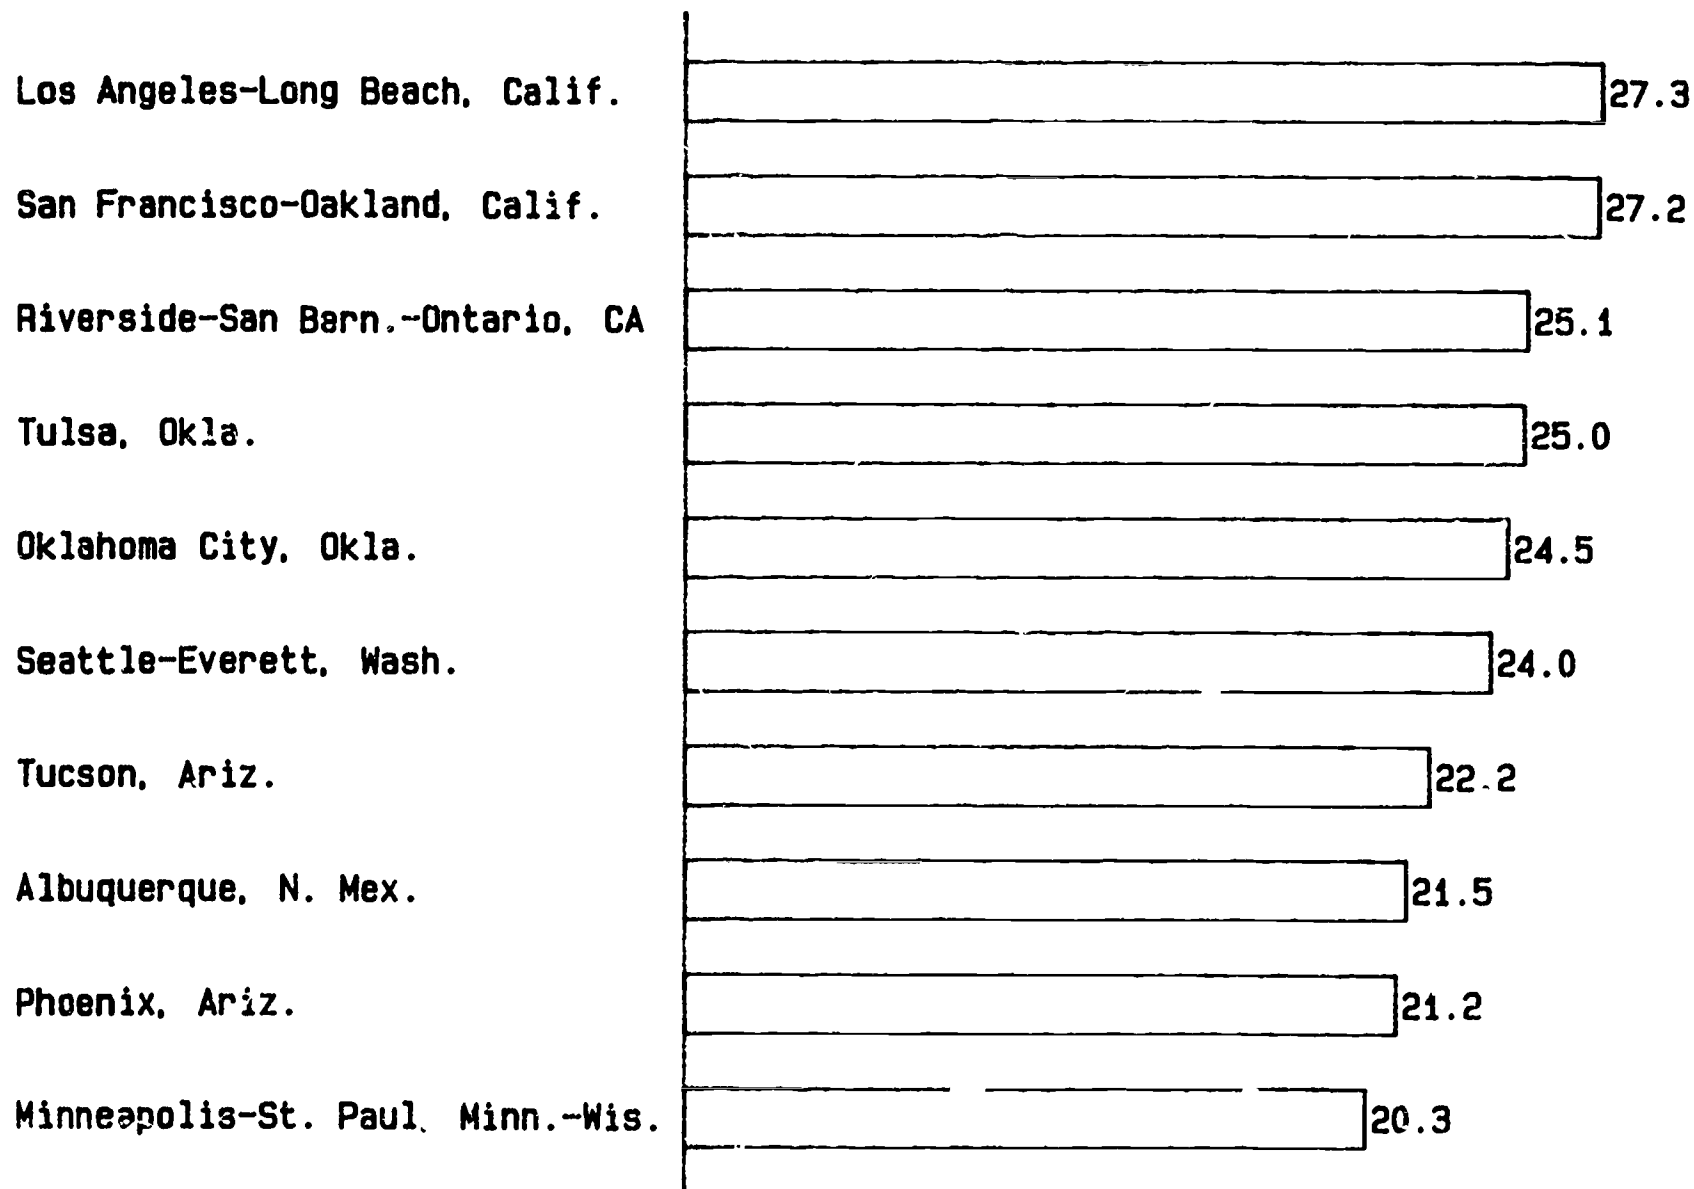 Los Angeles-Long Beach, Calif. 27.3
San Francisco-Oakland, Calif. 27.2
Riverside-San Barn.-Ontario, CA 25.1
Tulsa, Okla. 25.0
Oklahoma City, Okla. 24.5
Seattle-Everett, Wash. 24.0
Tucson, Ariz. 22.2
Albuquerque, N. Mex. 21.5
Phoenix, Ariz. 21.2
Minneapolis-St. Paul, Minn.-Wis. 20.3